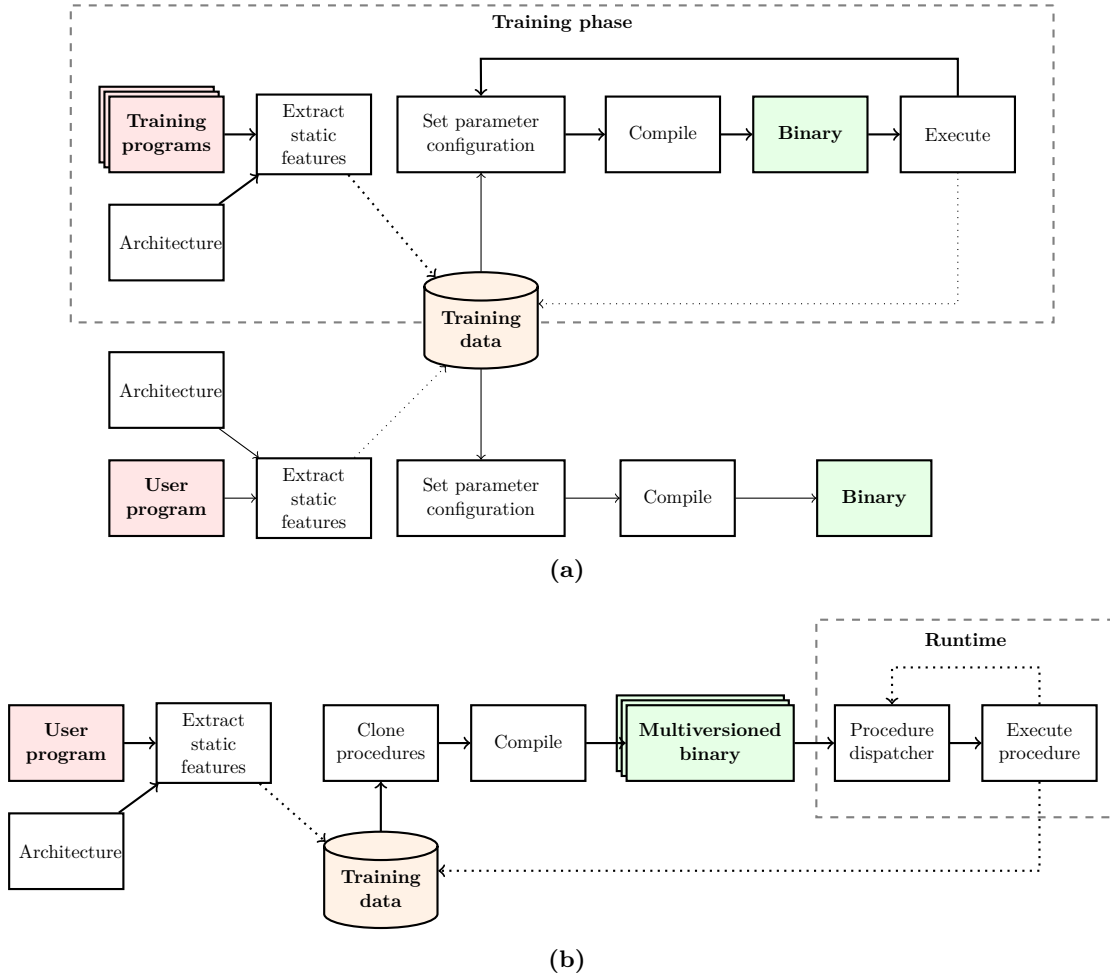 Training phase
Training
programs
Extract
static
features
Set parameter
configuration
Compile
Binary
Execute
Architecture
Training
data
Architecture
User
program
Extract
static
features
Set parameter
configuration
Compile
Binary
(a)
Runtime
User
program
Extract
static
features
Clone
procedures
Compile
Multiversioned
binary
Procedure
dispatcher
Execute
procedure
Architecture
Training
data
(b)